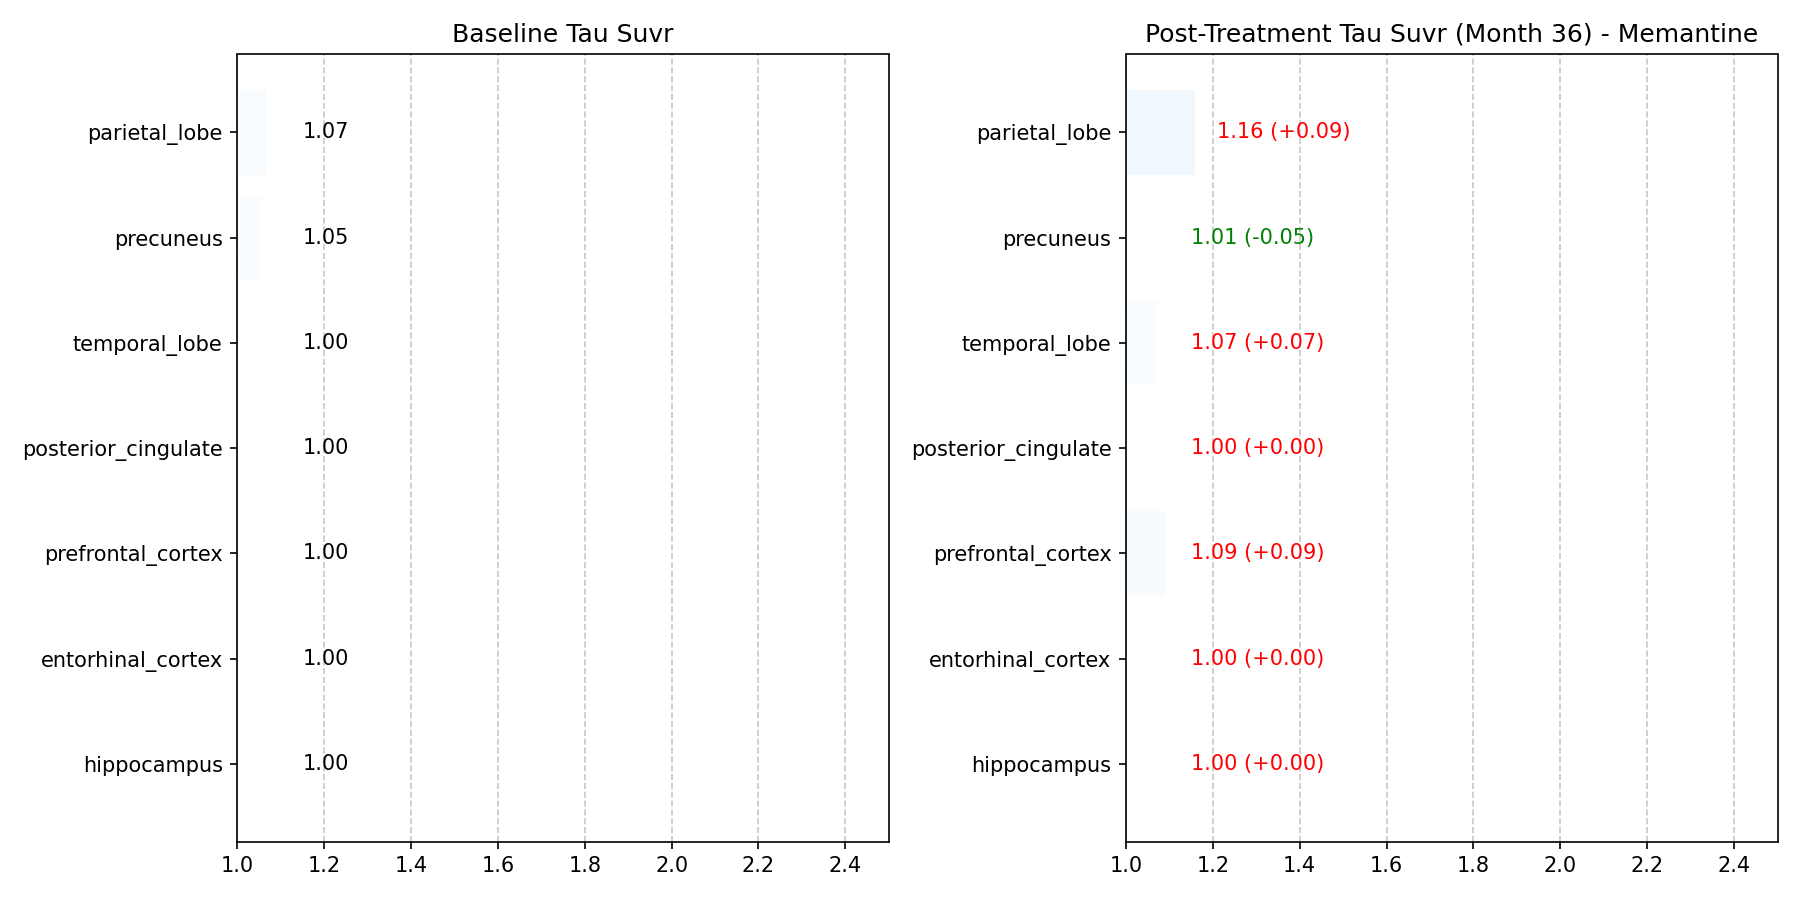 Baseline Tau Suvr
parietal_lobe 1.07
precuneus 1.05
temporal_lobe 1.00
posterior_cingulate 1.00
prefrontal_cortex 1.00
entorhinal_cortex 1.00
hippocampus 1.00
1.0 1.2 1.4 1.6 1.8 2.0 2.2 2.4
Post-Treatment Tau Suvr (Month 36) - Memantine
parietal_lobe 1.16 (+0.09)
precuneus 1.01 (-0.05)
temporal_lobe 1.07 (+0.07)
posterior_cingulate 1.00 (+0.00)
prefrontal_cortex 1.09 (+0.09)
entorhinal_cortex 1.00 (+0.00)
hippocampus 1.00 (+0.00)
1.0 1.2 1.4 1.6 1.8 2.0 2.2 2.4